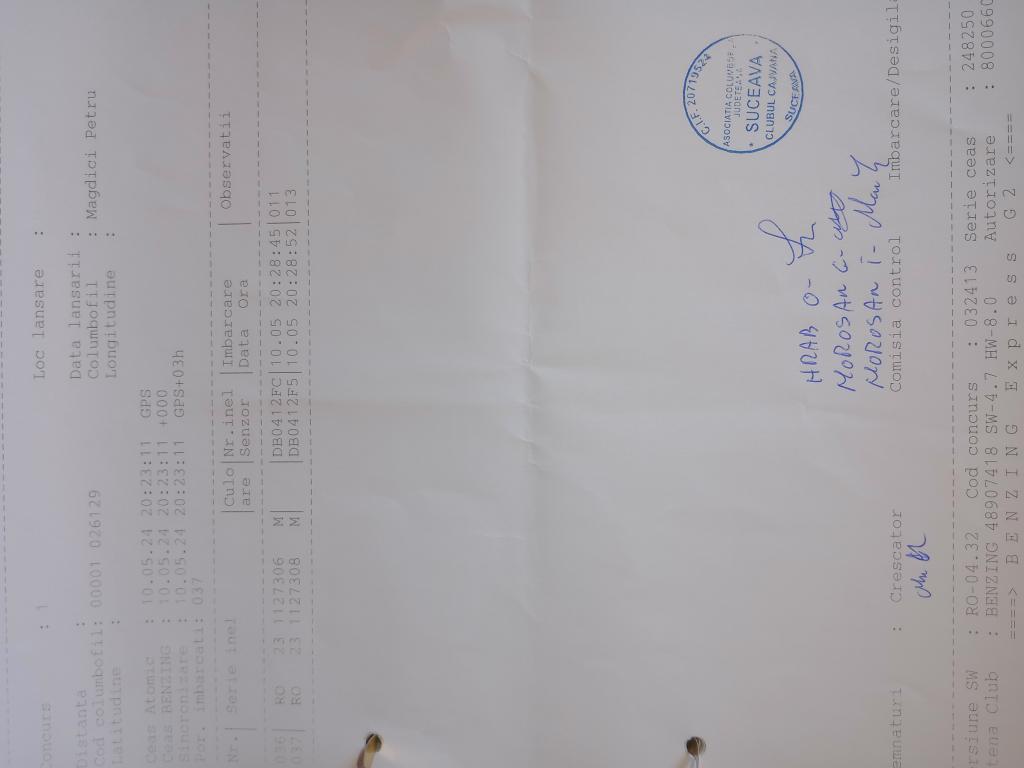 Concurs : 1 Loc lansare :
Distanta : Data lansarii :
Cod columbofil: 00001 026129 Columbofil : Magdici Petru
Latitudine : Longitudine :
Ceas Atomic : 10.05.24 20:23:11 GPS
Ceas BENZING : 10.05.24 20:23:11 +000
Sincronizare : 10.05.24 20:23:11 GPS+03h
Por. imbarcati: 037
Nr.| Serie inel |Culo|Nr.inel |Imbarcare | Observatii
|are |Senzor |Data Ora |
036| RO 23 1127306 M| |DB0412FC|10.05 20:28:45|011
037| RO 23 1127308 M| |DB0412F5|10.05 20:28:52|013
C.I.F. 20719524
ASOCIATIA COLUMBOFILA
JUDETEANA
* SUCEAVA *
CLUBUL CAJVANA
SUCEAVA
HRAB O-
MOROSAN C-
MOROSAN I-
emnaturi : Crescator Comisia control Imbarcare/Desigila
rsiune SW : RO-04.32 Cod concurs : 032413 Serie ceas : 248250
tena Club : BENZING 48907418 SW-4.7 HW-8.0 Autorizare : 8000660
====> B E N Z I N G E x p r e s s G 2 <====